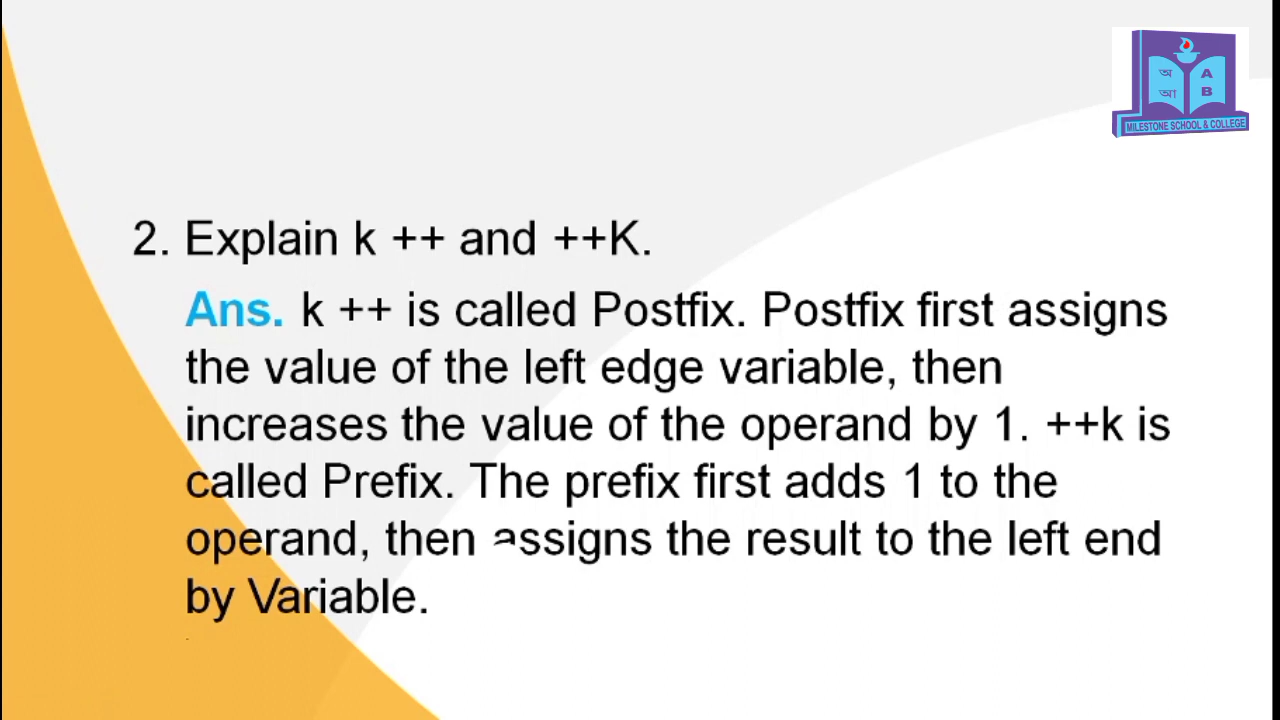 অ A
আ B
MILESTONE SCHOOL & COLLEGE
2. Explain k ++ and ++K.
Ans. k ++ is called Postfix. Postfix first assigns
the value of the left edge variable, then
increases the value of the operand by 1. ++k is
called Prefix. The prefix first adds 1 to the
operand, then assigns the result to the left end
by Variable.